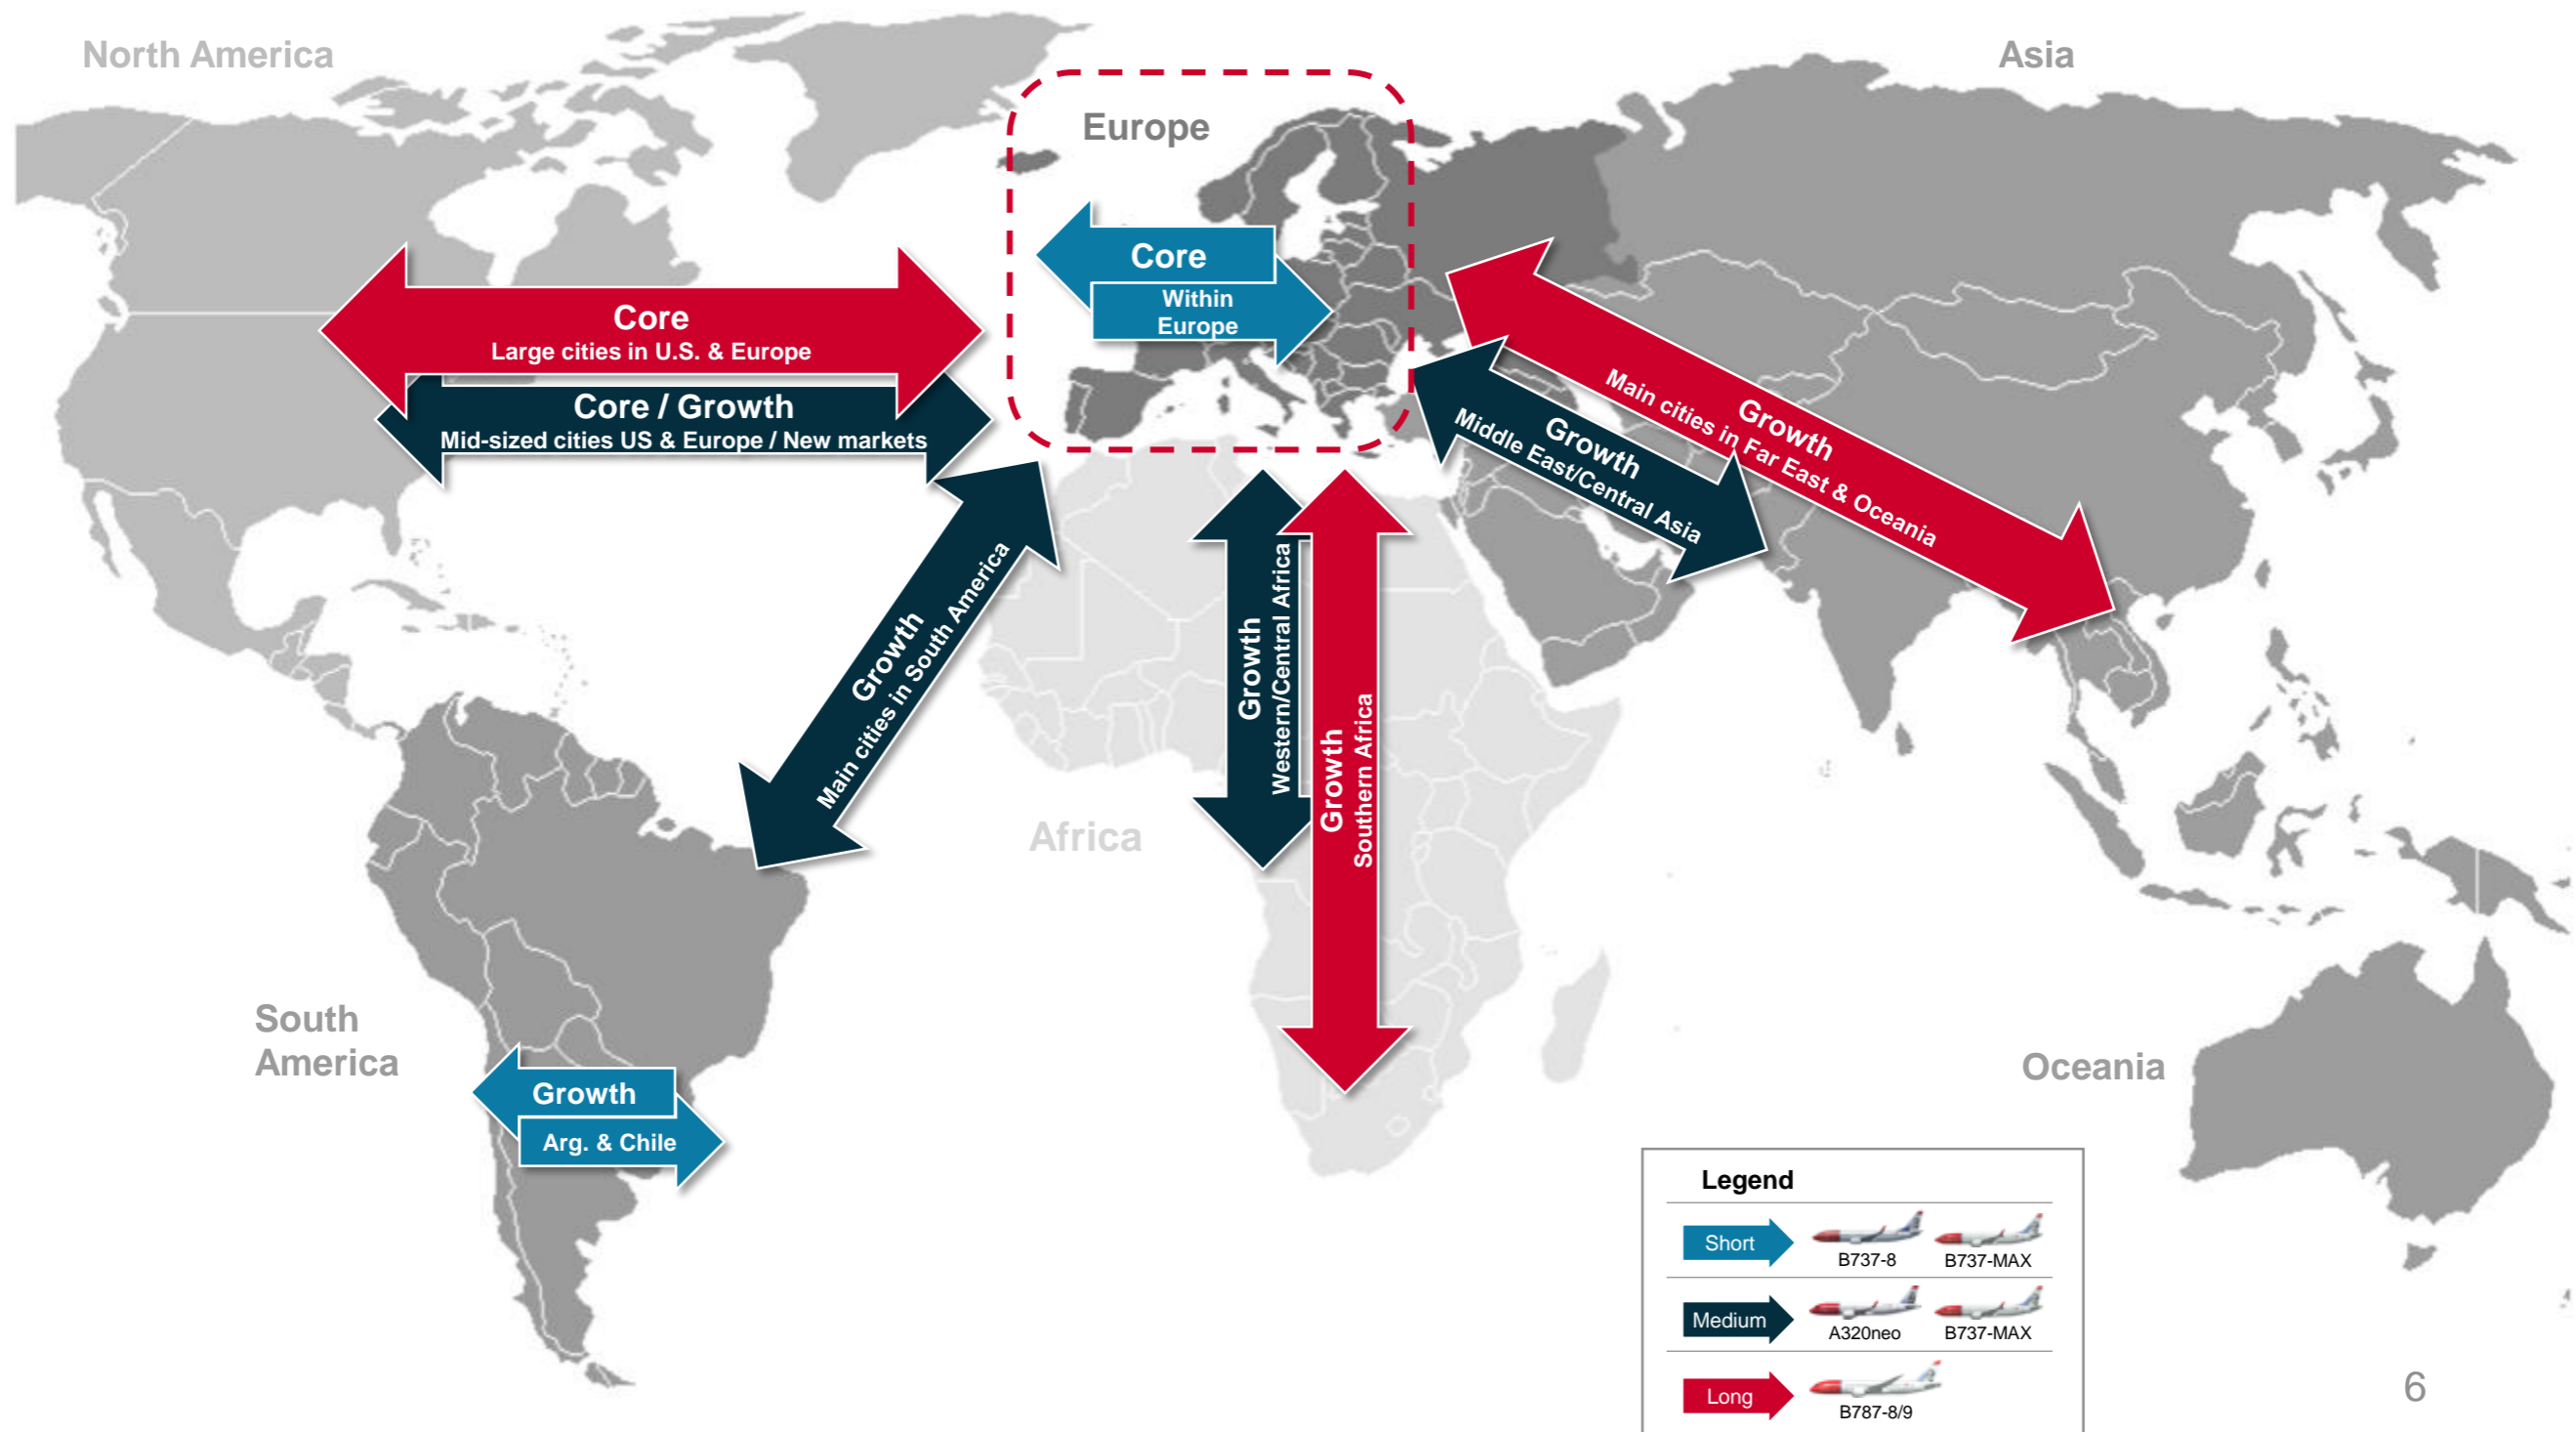 North America
Asia
Europe
Core
Within
Europe
Core
Large cities in U.S. & Europe
Core / Growth
Mid-sized cities US & Europe / New markets
Growth
Main cities in Far East & Oceania
Growth
Middle East/Central Asia
Growth
Main cities in South America
Growth
Western/Central Africa
Growth
Southern Africa
Africa
South
America
Growth
Arg. & Chile
Oceania
Legend
Short
B737-8
B737-MAX
Medium
A320neo
B737-MAX
Long
B787-8/9
6